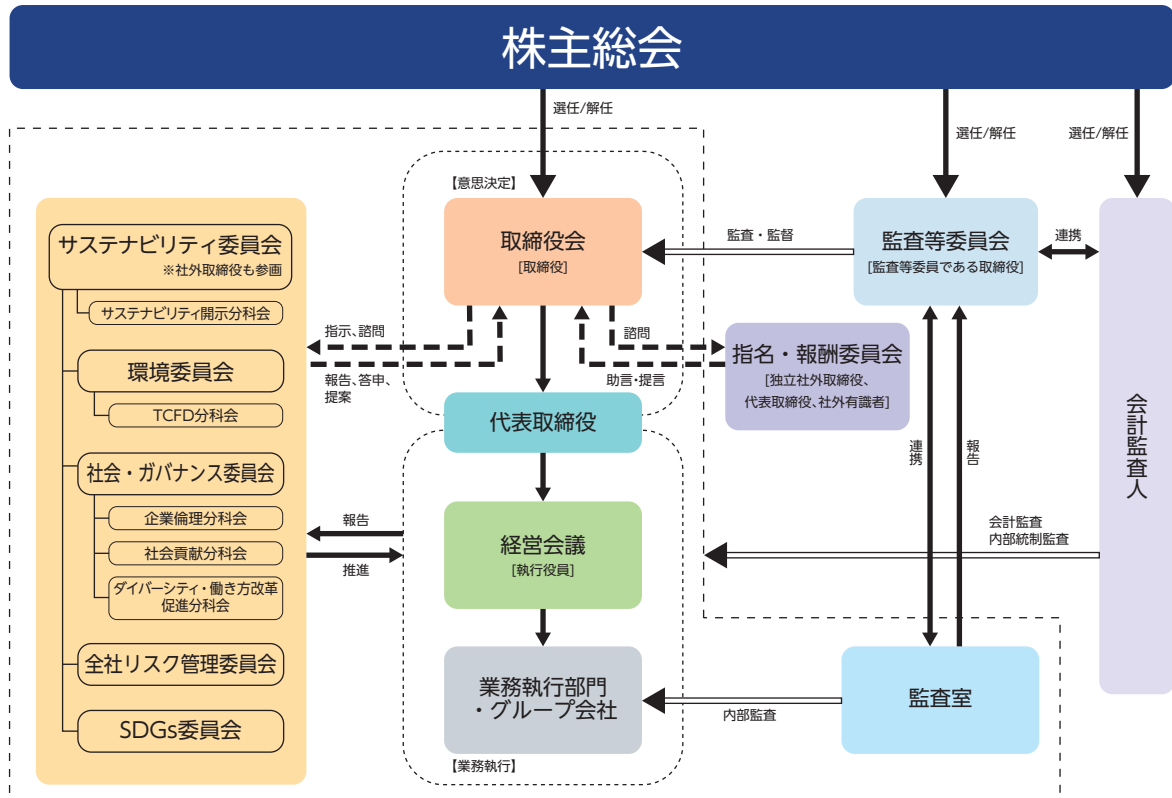 株主総会
選任/解任
選任/解任
選任/解任
【意思決定】
取締役会
[取締役]
監査・監督
監査等委員会
[監査等委員である取締役]
連携
サステナビリティ委員会
※社外取締役も参画
サステナビリティ開示分科会
環境委員会
TCFD分科会
社会・ガバナンス委員会
企業倫理分科会
社会貢献分科会
ダイバーシティ・働き方改革
促進分科会
全社リスク管理委員会
SDGs委員会
指示、諮問
報告、答申、
提案
諮問
助言・提言
指名・報酬委員会
[独立社外取締役、
代表取締役、社外有識者]
代表取締役
連携
報告
会計監査人
報告
推進
経営会議
[執行役員]
会計監査
内部統制監査
業務執行部門
・グループ会社
内部監査
監査室
【業務執行】